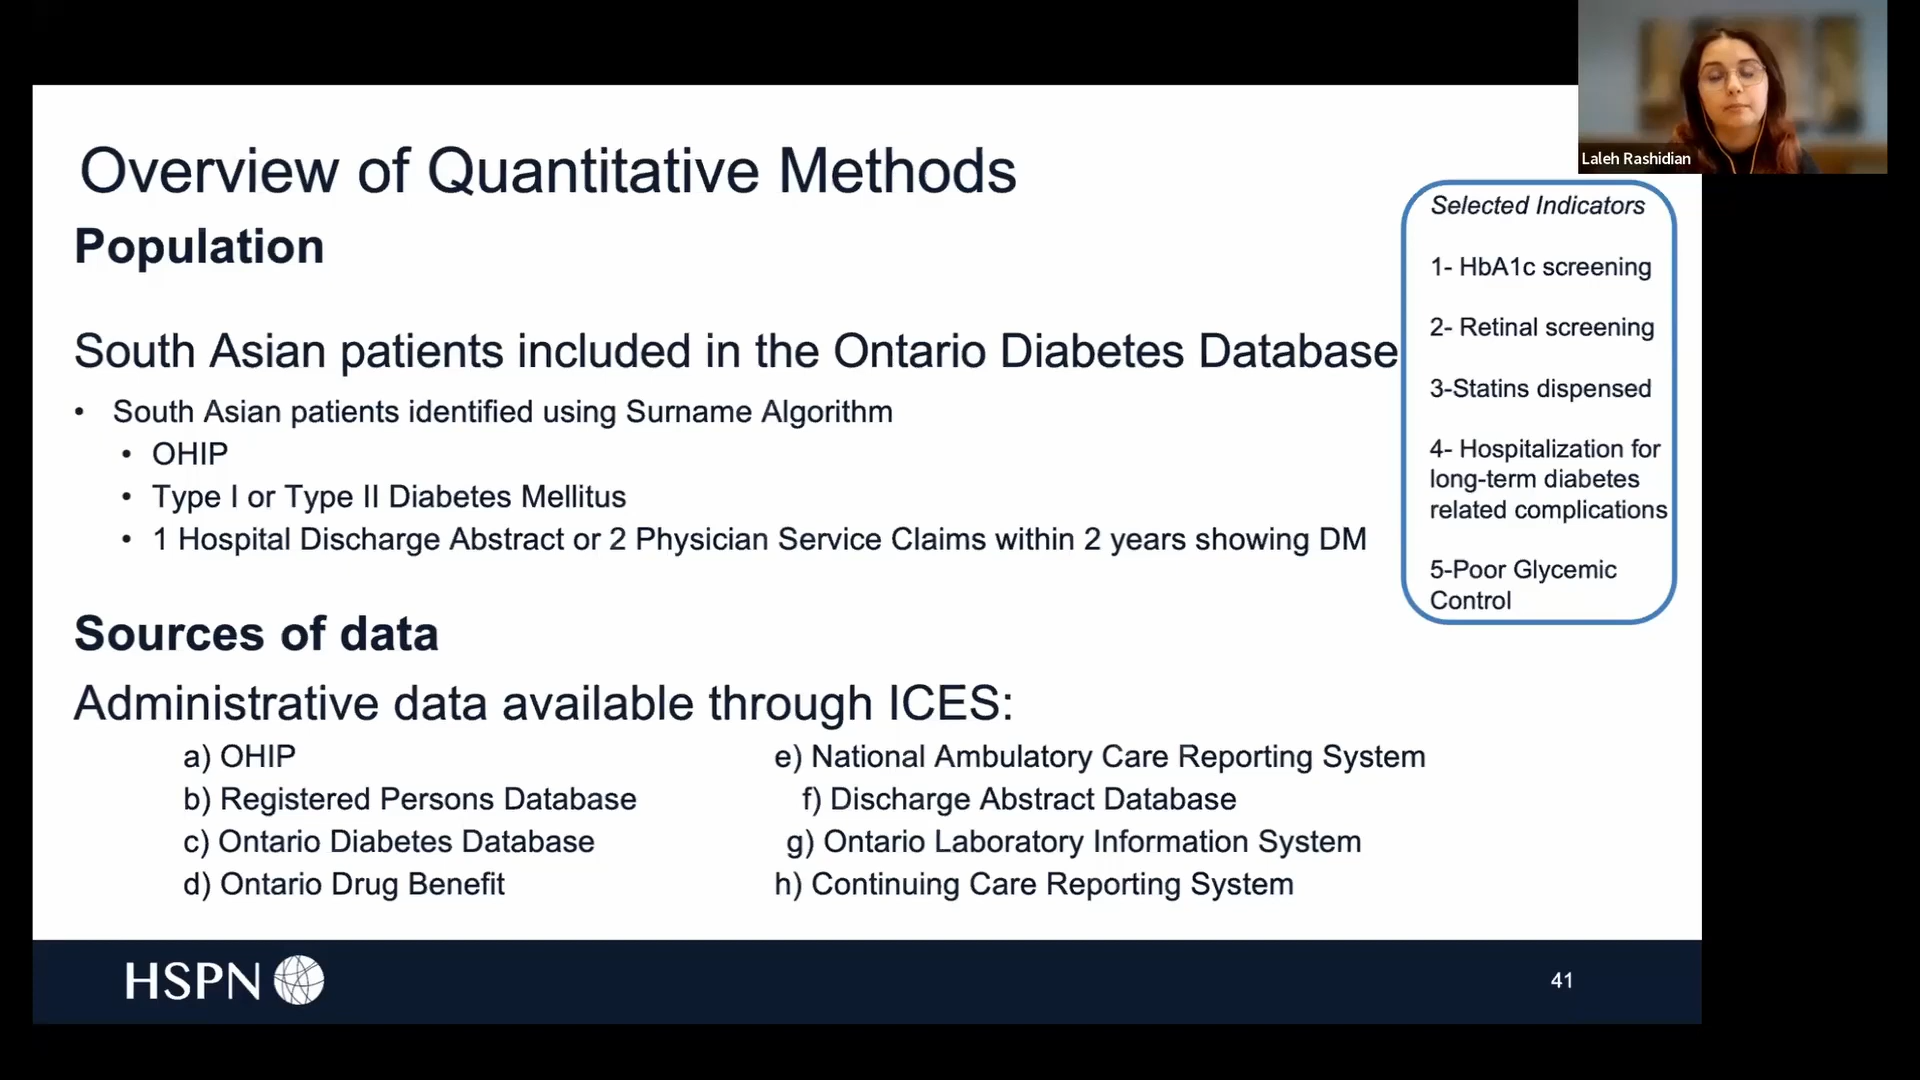 Laleh Rashidian
Overview of Quantitative Methods
Population
South Asian patients included in the Ontario Diabetes Database
• South Asian patients identified using Surname Algorithm
• OHIP
• Type I or Type II Diabetes Mellitus
• 1 Hospital Discharge Abstract or 2 Physician Service Claims within 2 years showing DM
Selected Indicators
1- HbA1c screening
2- Retinal screening
3-Statins dispensed
4- Hospitalization for
long-term diabetes
related complications
5-Poor Glycemic
Control
Sources of data
Administrative data available through ICES:
a) OHIP
b) Registered Persons Database
c) Ontario Diabetes Database
d) Ontario Drug Benefit
e) National Ambulatory Care Reporting System
f) Discharge Abstract Database
g) Ontario Laboratory Information System
h) Continuing Care Reporting System
HSPN
41